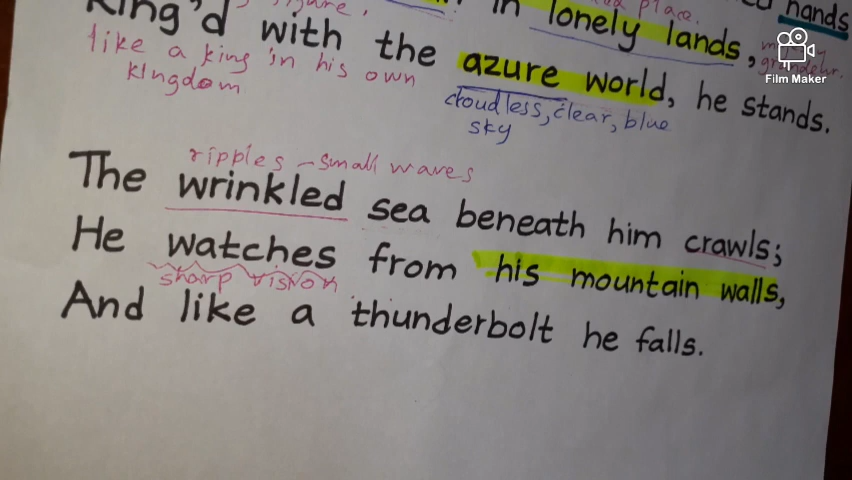 figure. place.
in lonely lands, hands
King'd with the azure world, he stands.
like a king in his own
kingdom
cloudless, clear, blue
sky
Film Maker
ripples - small waves
The wrinkled sea beneath him crawls;
He watches from his mountain walls,
sharp vision
And like a thunderbolt he falls.